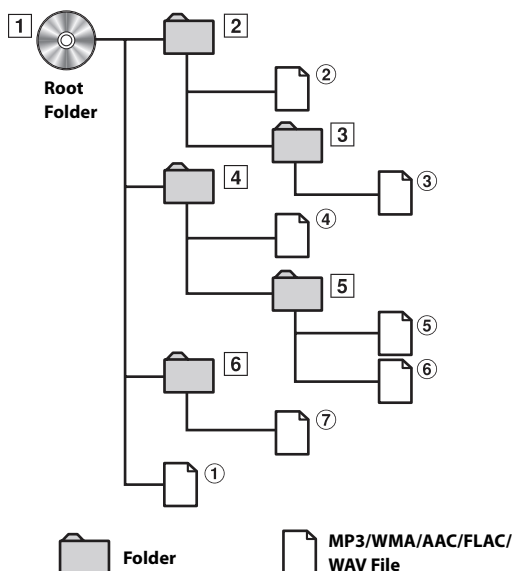 1
2
Root
Folder
②
3
4
③
④
5
⑤
6
⑥
⑦
①
Folder
MP3/WMA/AAC/FLAC/
WAV File